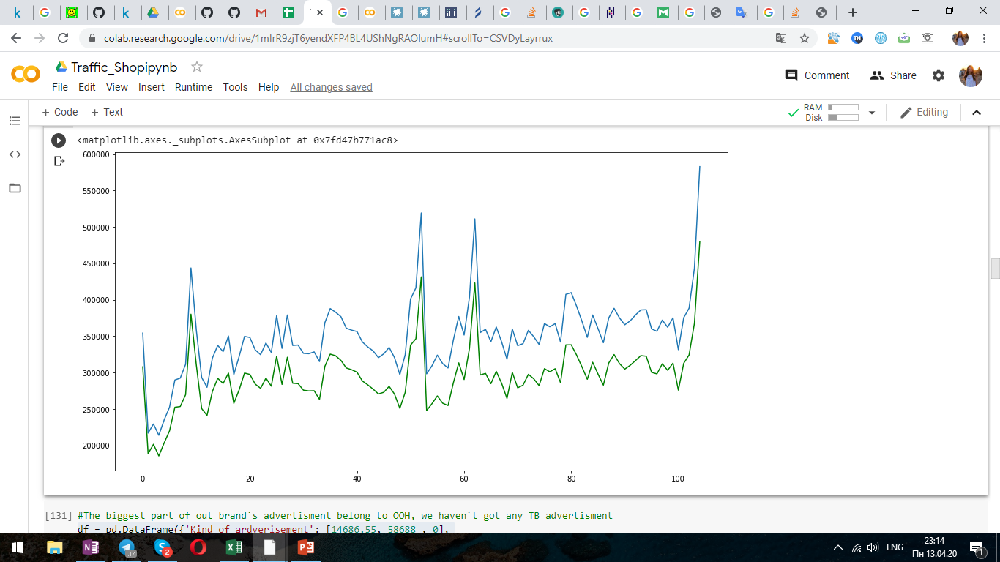 colab.research.google.com/drive/1mlrR9zjT6yendXFP4BL4UShNgRAOlumH#scrollTo=CSVDyLayrrux
TH
Traffic_Shopipynb
Comment
Share
File Edit View Insert Runtime Tools Help All changes saved
+ Code + Text
RAM
Disk
Editing
<matplotlib.axes._subplots.AxesSubplot at 0x7fd47b771ac8>
600000
550000
500000
450000
400000
350000
300000
250000
200000
0 20 40 60 80 100
[131] #The biggest part of out brand`s advertisment belong to OOH, we haven`t got any TB advertisment
df = pd.DataFrame({'Kind of ardverisement': [14686.55, 58688 , 0],
14
2
ENG
23:14
Пн 13.04.20
1